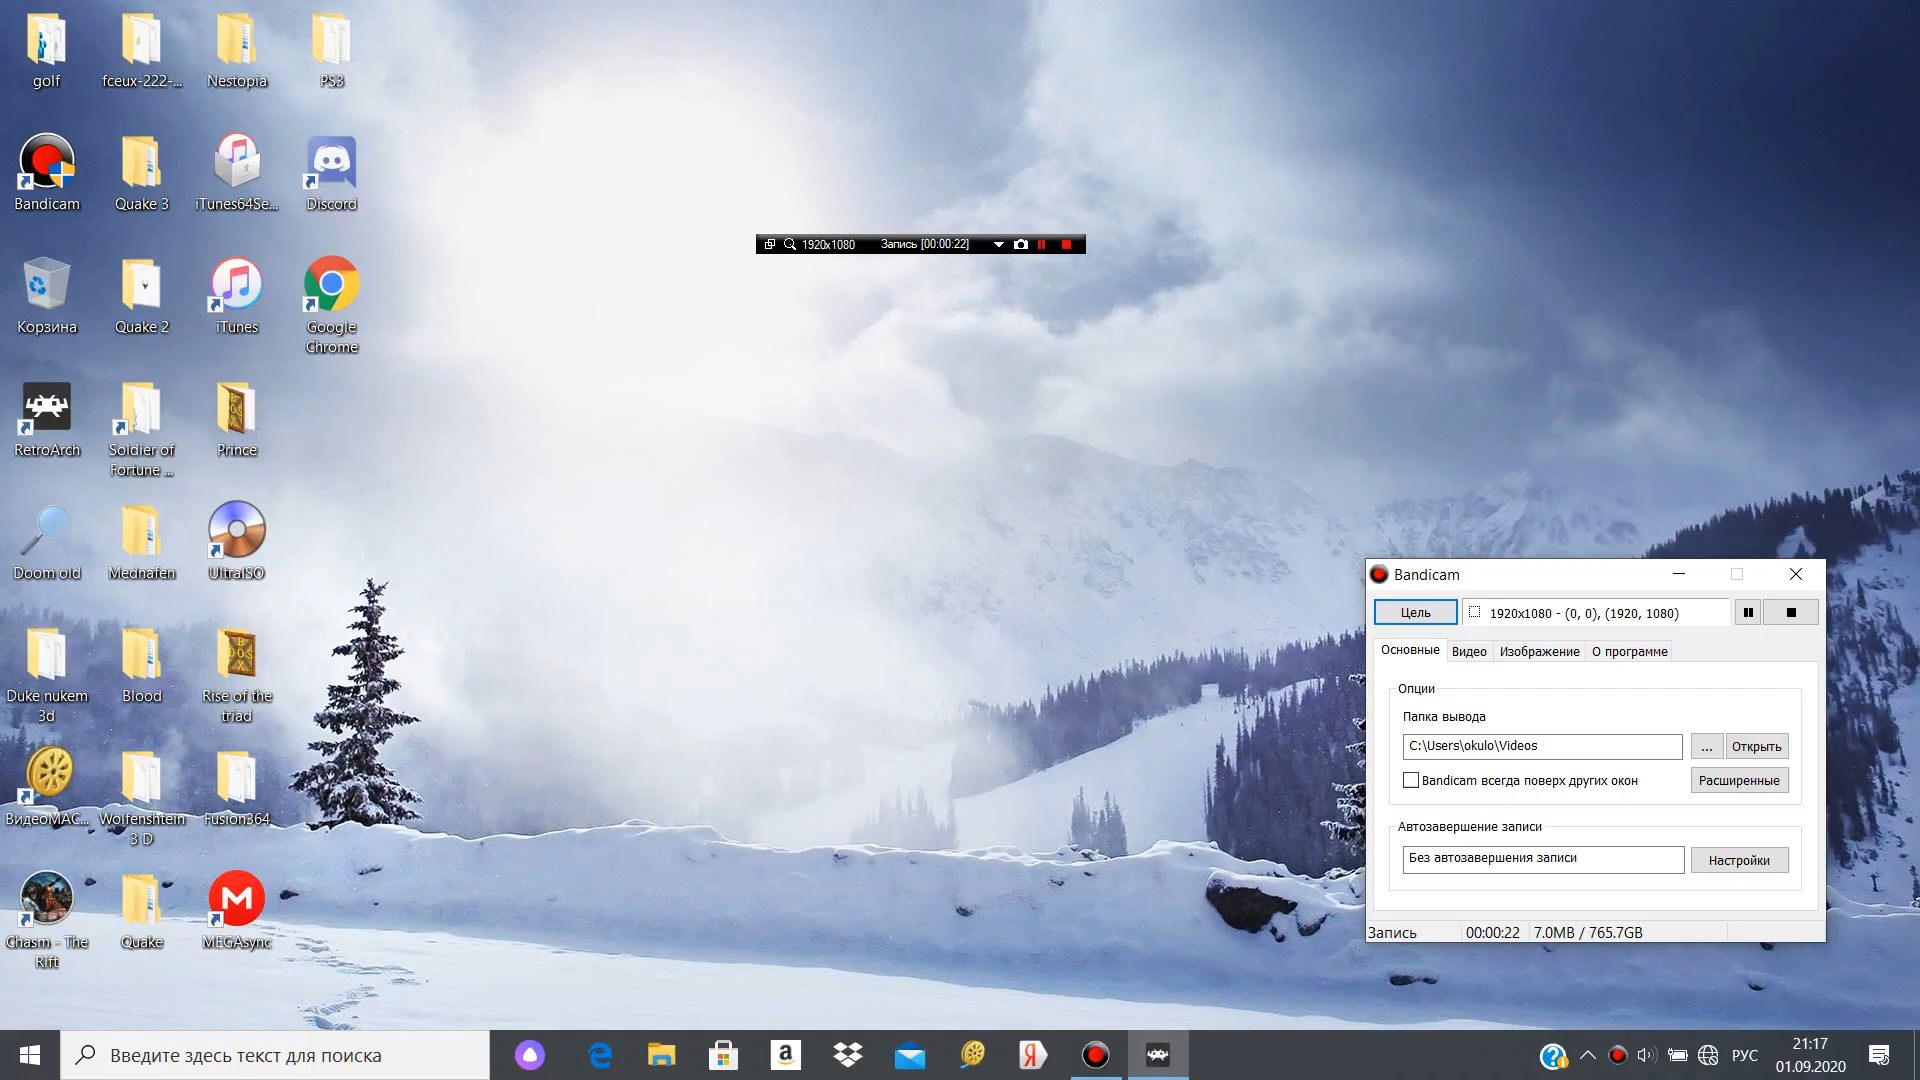 golf
fceux-222-...
Nestopia
PS3
Bandicam
Quake 3
iTunes64Se...
Discord
Корзина
Quake 2
iTunes
Google
Chrome
RetroArch
Soldier of
Fortune ...
Prince
Doom old
Mednafen
UltraISO
Duke nukem
3d
Blood
Rise of the
triad
ВидеоМАС...
Wolfenshtein
3 D
Fusion364
Chasm - The
Rift
Quake
MEGAsync
1920x1080 Запись [00:00:22]
Bandicam
Цель
1920x1080 - (0, 0), (1920, 1080)
Основные
Видео
Изображение
О программе
Опции
Папка вывода
C:\Users\okulo\Videos
...
Открыть
Bandicam всегда поверх других окон
Расширенные
Автозавершение записи
Без автозавершения записи
Настройки
Запись
00:00:22
7.0MB / 765.7GB
Введите здесь текст для поиска
РУС
21:17
01.09.2020